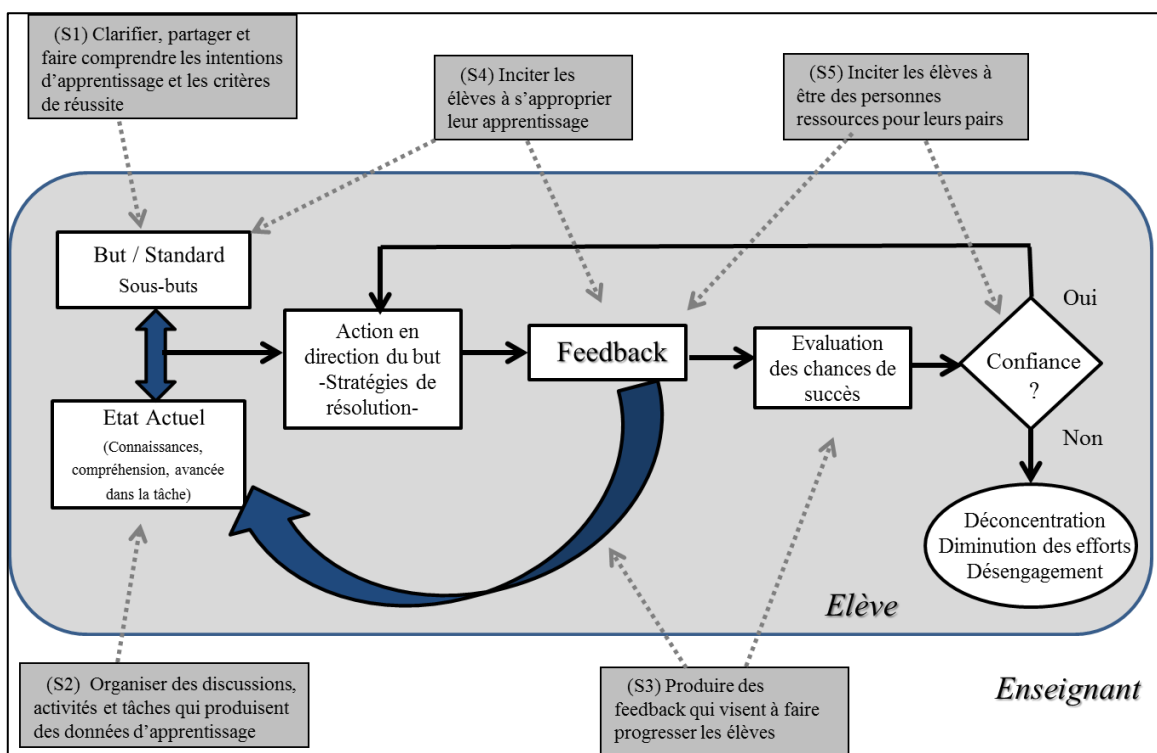 (S1) Clarifier, partager et
faire comprendre les intentions
d'apprentissage et les critères
de réussite
(S4) Inciter les
élèves à s'approprier
leur apprentissage
(S5) Inciter les élèves à
être des personnes
ressources pour leurs pairs
But / Standard
Sous-buts
Etat Actuel
(Connaissances,
compréhension, avancée
dans la tâche)
Action en
direction du but
-Stratégies de
résolution-
Feedback
Evaluation
des chances de
succès
Oui
Confiance
?
Non
Déconcentration
Diminution des efforts
Désengagement
Elève
(S2) Organiser des discussions,
activités et tâches qui produisent
des données d'apprentissage
(S3) Produire des
feedback qui visent à faire
progresser les élèves
Enseignant